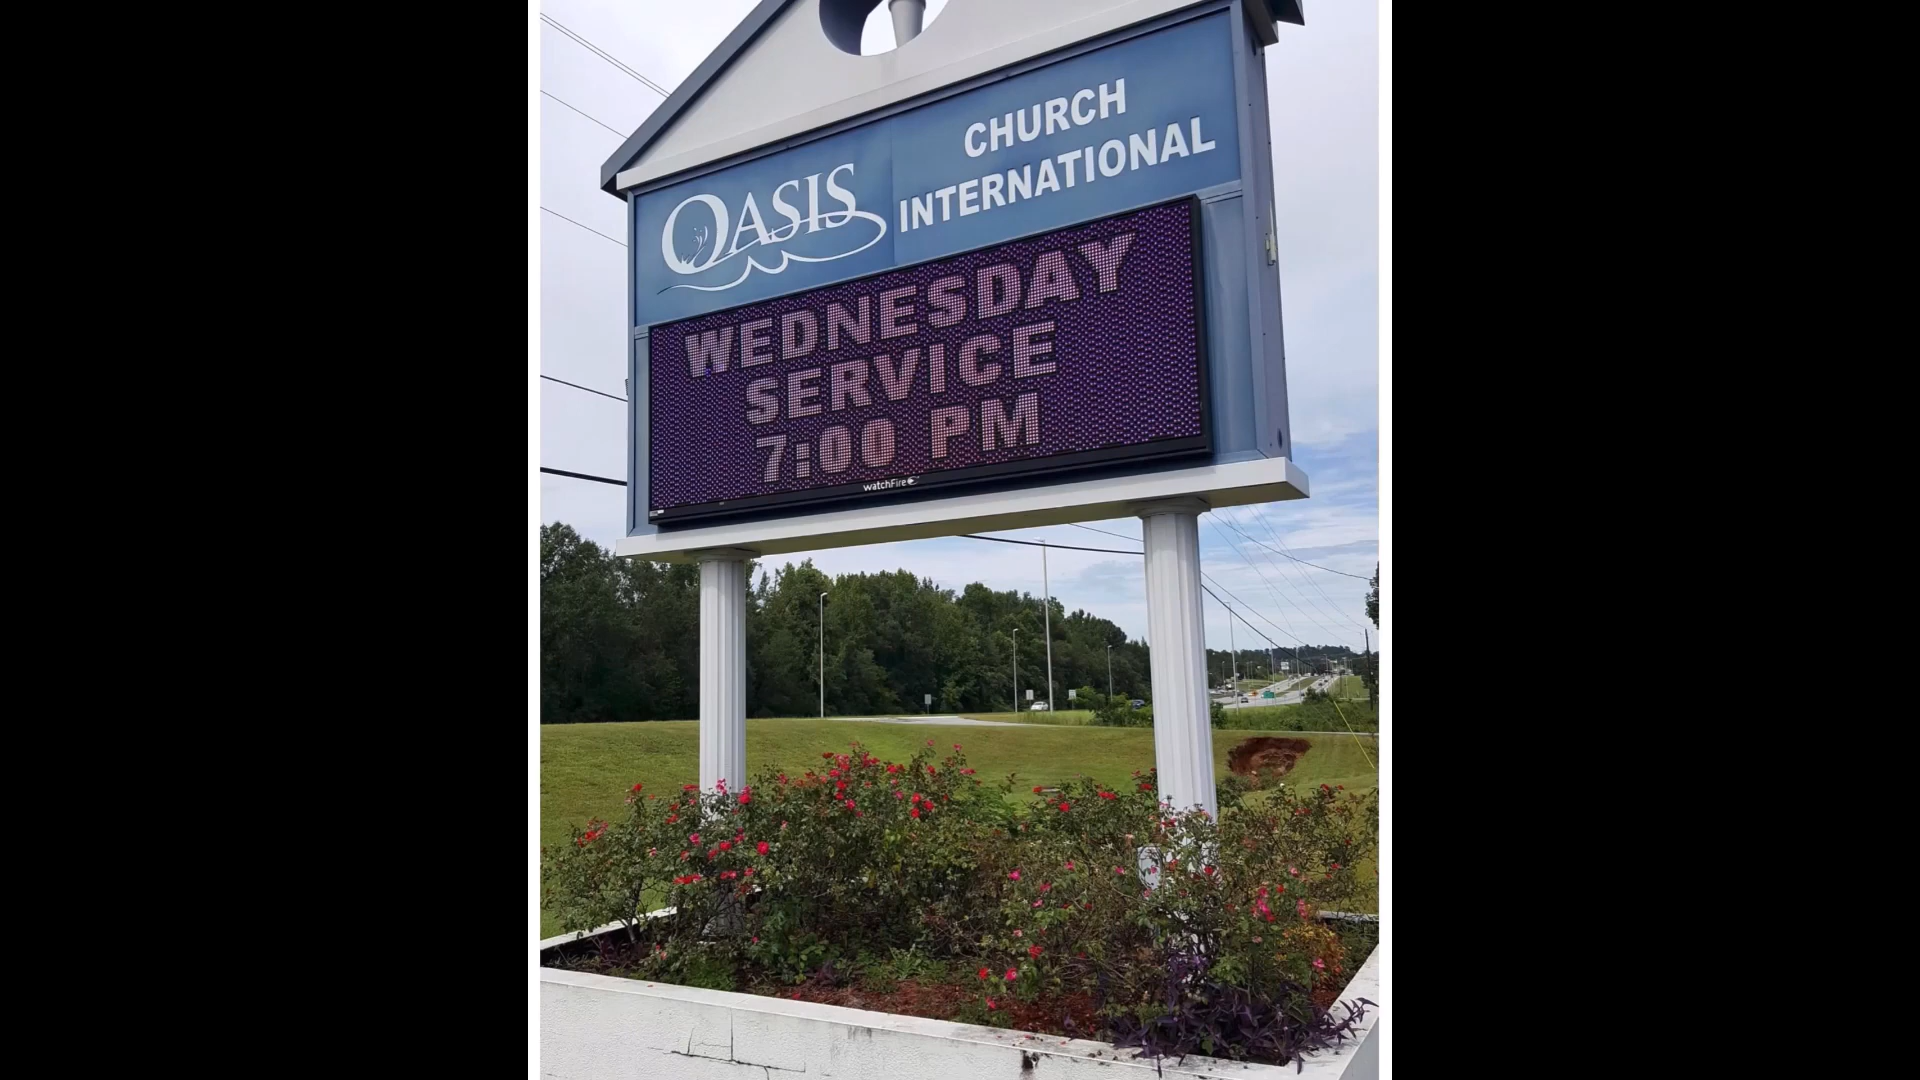 OASIS
CHURCH
INTERNATIONAL
WEDNESDAY
SERVICE
7:00 PM
watchFire